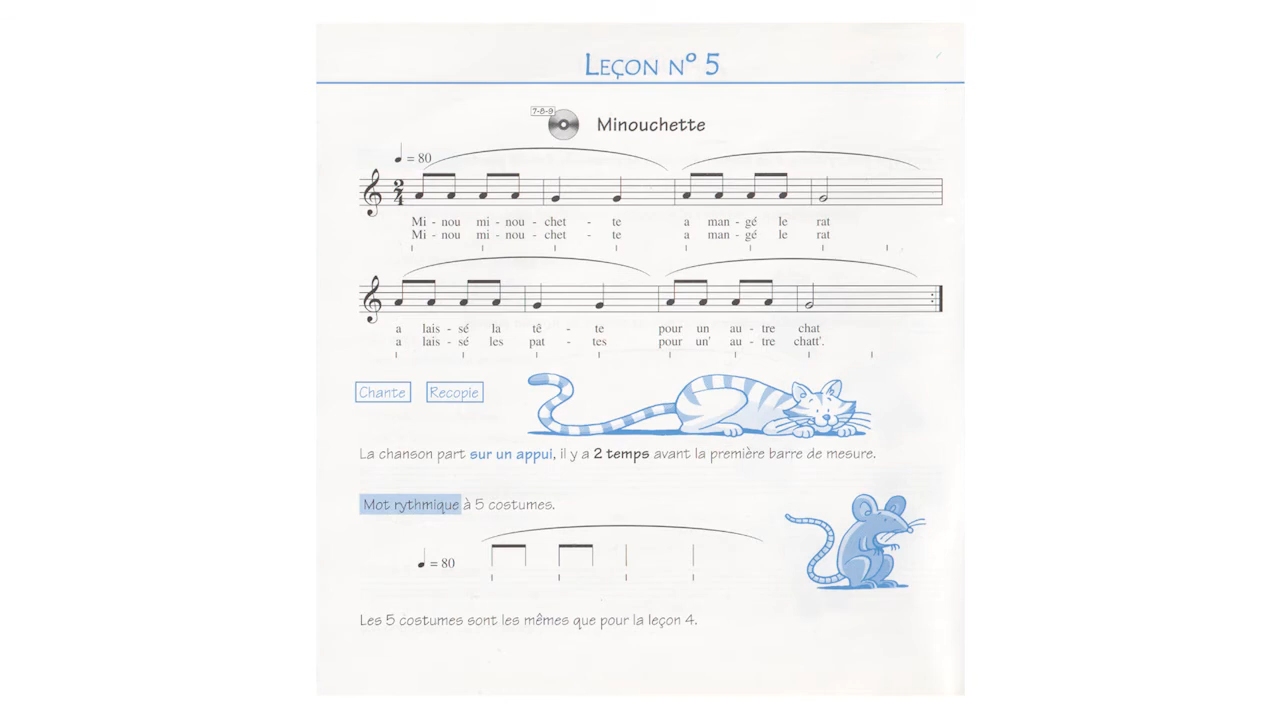 LEÇON Nº 5
7-8-9
Minouchette
= 80
2
4
Mi - nou mi - nou - chet - te a man - gé le rat
Mi - nou mi - nou - chet - te a man - gé le rat
a lais - sé la tê - te pour un au - tre chat
a lais - sé les pat - tes pour un' au - tre chatt'.
Chante Recopie
La chanson part sur un appui, il y a 2 temps avant la première barre de mesure.
Mot rythmique à 5 costumes.
= 80
Les 5 costumes sont les mêmes que pour la leçon 4.